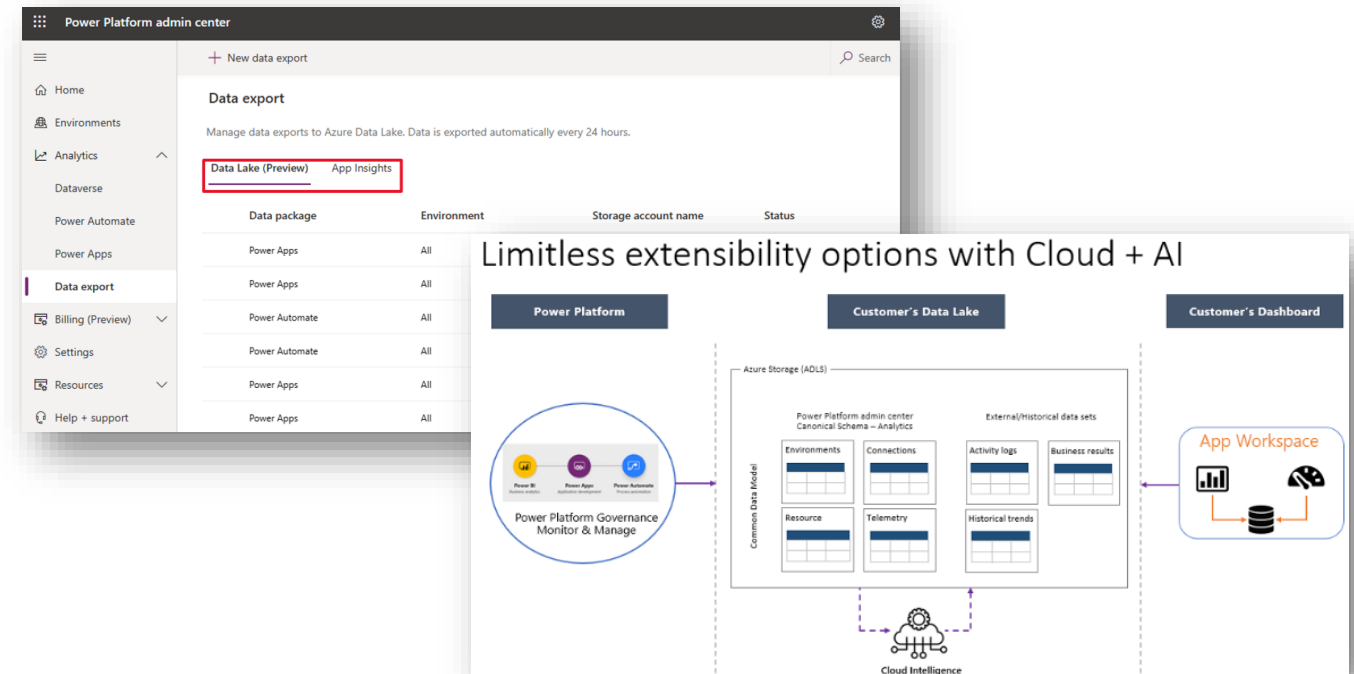 Power Platform admin center
New data export
Search
Home
Environments
Analytics
Dataverse
Power Automate
Power Apps
Data export
Billing (Preview)
Settings
Resources
Help + support
Data export
Manage data exports to Azure Data Lake. Data is exported automatically every 24 hours.
Data Lake (Preview) App Insights
Data package Environment Storage account name Status
Power Apps All
Power Apps All
Power Automate All
Power Automate All
Power Apps All
Power Apps All
Limitless extensibility options with Cloud + AI
Power Platform
Customer's Data Lake
Customer's Dashboard
Power BI
Business analytics
Power Apps
Application development
Power Automate
Process automation
Power Platform Governance
Monitor & Manage
Azure Storage (ADLS)
Power Platform admin center
Canonical Schema – Analytics
External/Historical data sets
Common Data Model
Environments
Connections
Activity logs
Business results
Resource
Telemetry
Historical trends
Cloud Intelligence
App Workspace